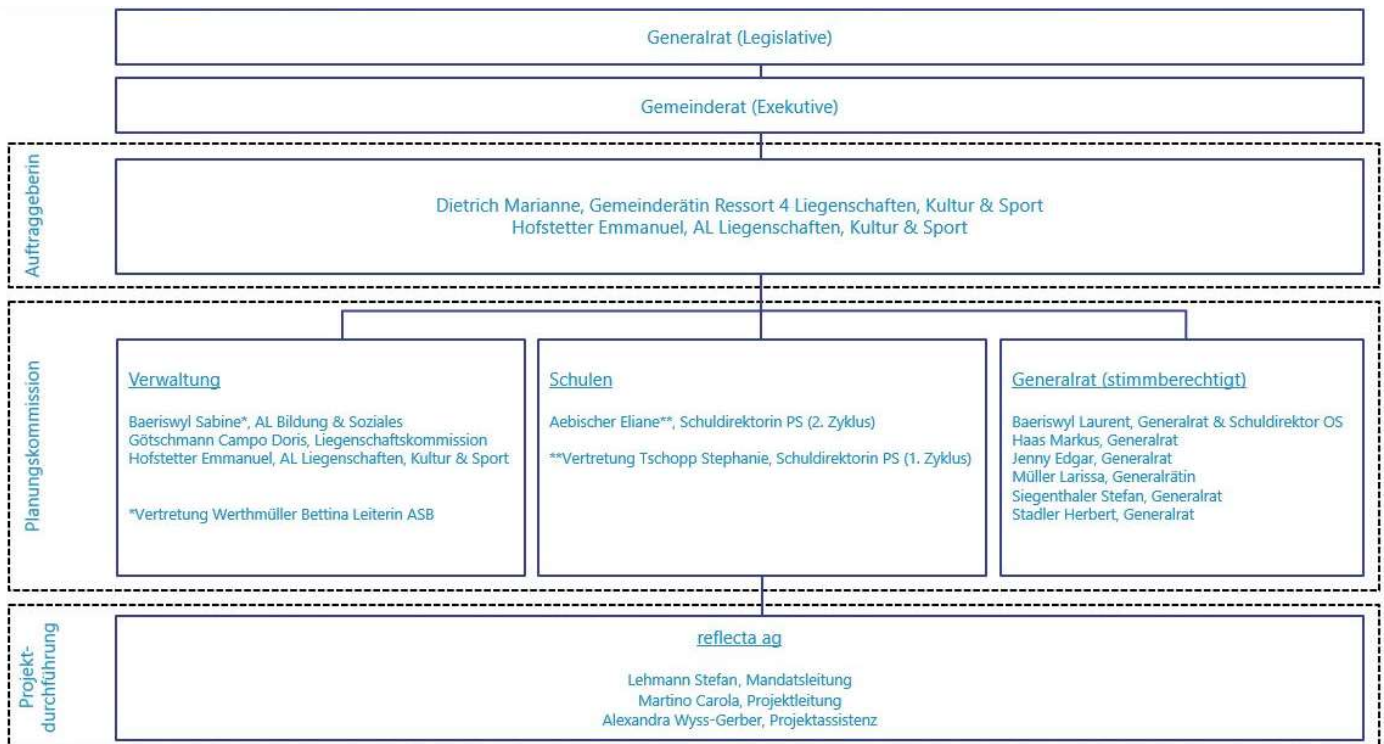 Generalrat (Legislative)
Gemeinderat (Exekutive)
Auftraggeberin
Dietrich Marianne, Gemeinderätin Ressort 4 Liegenschaften, Kultur & Sport
Hofstetter Emmanuel, AL Liegenschaften, Kultur & Sport
Planungskommission
Verwaltung
Baeriswyl Sabine*, AL Bildung & Soziales
Götschmann Campo Doris, Liegenschaftskommission
Hofstetter Emmanuel, AL Liegenschaften, Kultur & Sport
*Vertretung Werthmüller Bettina Leiterin ASB
Schulen
Aebischer Eliane**, Schuldirektorin PS (2. Zyklus)
**Vertretung Tschopp Stephanie, Schuldirektorin PS (1. Zyklus)
Generalrat (stimmberechtigt)
Baeriswyl Laurent, Generalrat & Schuldirektor OS
Haas Markus, Generalrat
Jenny Edgar, Generalrat
Müller Larissa, Generalrätin
Siegenthaler Stefan, Generalrat
Stadler Herbert, Generalrat
Projekt-
durchführung
reflecta ag
Lehmann Stefan, Mandatsleitung
Martino Carola, Projektleitung
Alexandra Wyss-Gerber, Projektassistenz